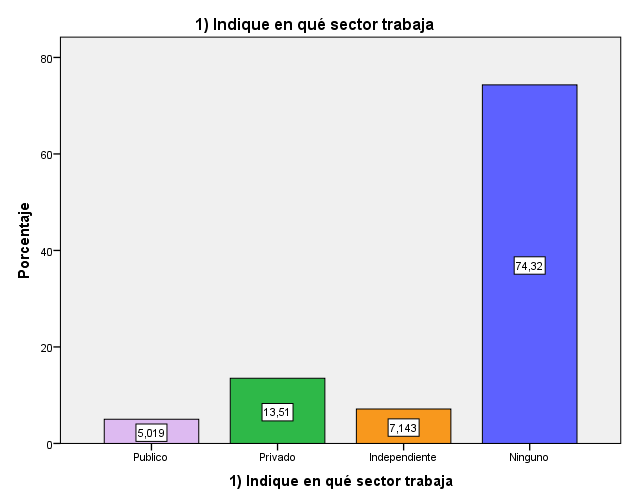 1) Indique en qué sector trabaja
Porcentaje
80
60
40
20
0
5,019
13,51
7,143
74,32
Publico
Privado
Independiente
Ninguno
1) Indique en qué sector trabaja